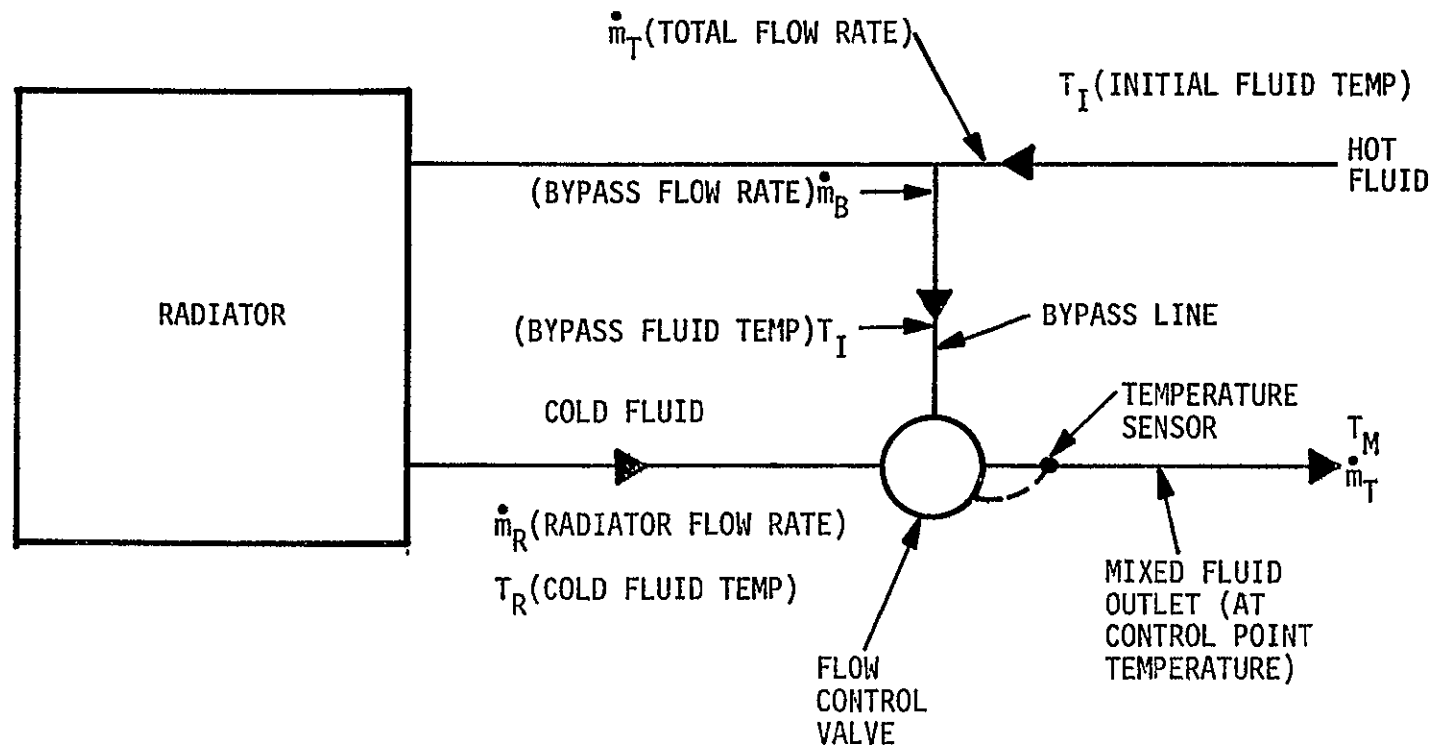 ṁT(TOTAL FLOW RATE)
TI(INITIAL FLUID TEMP)
HOT
FLUID
(BYPASS FLOW RATE)ṁB
RADIATOR
(BYPASS FLUID TEMP)TI
BYPASS LINE
COLD FLUID
TEMPERATURE
SENSOR
TM
ṁT
ṁR(RADIATOR FLOW RATE)
TR(COLD FLUID TEMP)
MIXED FLUID
OUTLET (AT
CONTROL POINT
TEMPERATURE)
FLOW
CONTROL
VALVE